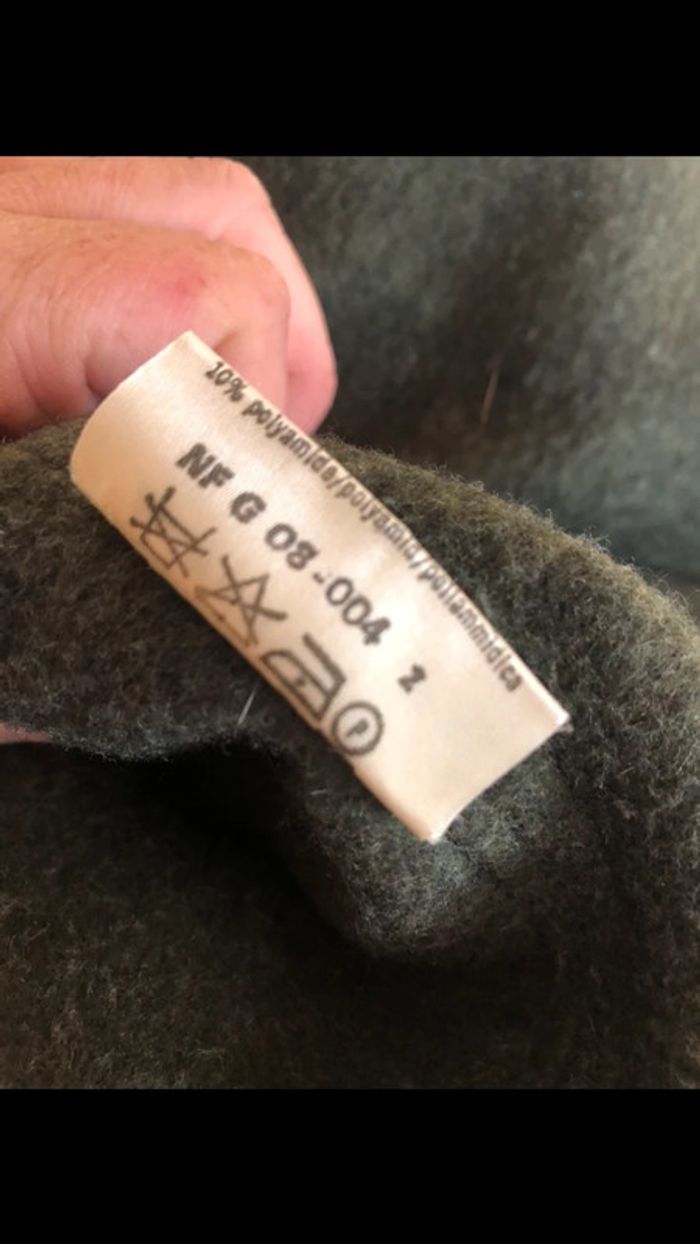 10% polyamide/polyamid/poliammidica
NF G 08-004 2
P